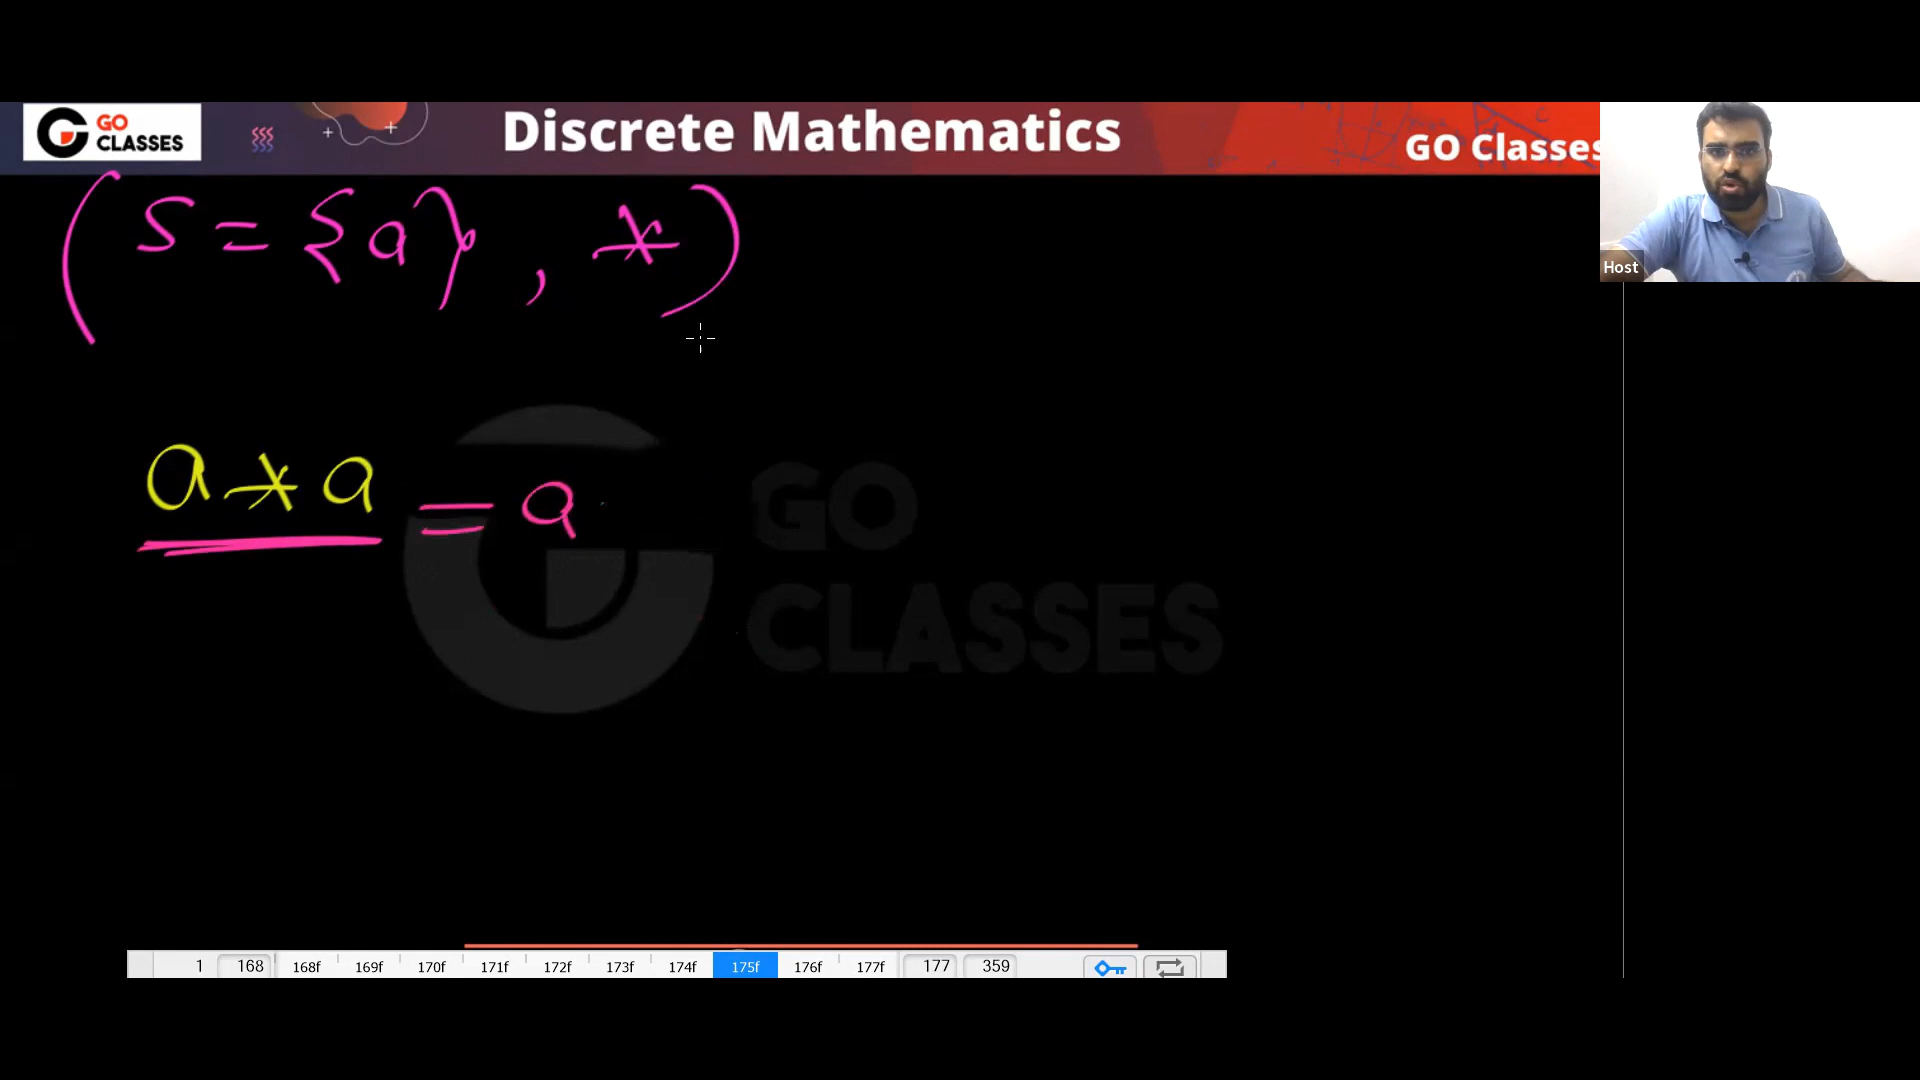 GO
CLASSES
Discrete Mathematics
GO Classes
Host
( S = {a} , * )
a * a = a
GO
CLASSES
1 168 168f 169f 170f 171f 172f 173f 174f 175f 176f 177f 177 359